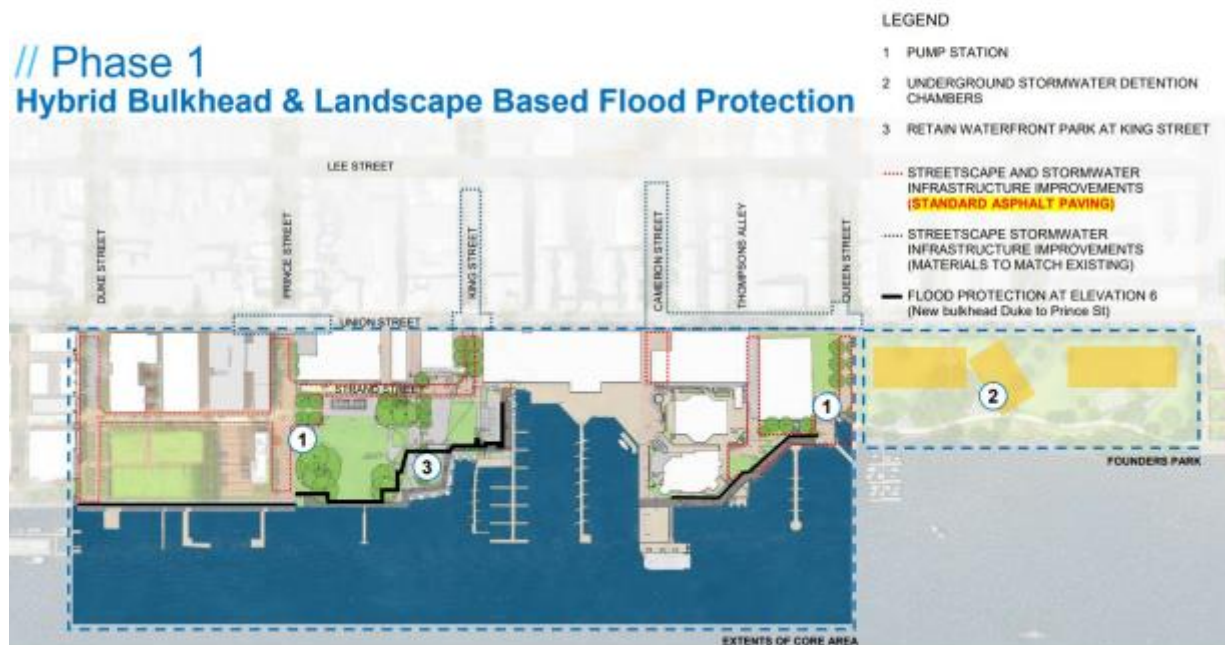 // Phase 1
Hybrid Bulkhead & Landscape Based Flood Protection
LEGEND
1 PUMP STATION
2 UNDERGROUND STORMWATER DETENTION
CHAMBERS
3 RETAIN WATERFRONT PARK AT KING STREET
STREETSCAPE AND STORMWATER
INFRASTRUCTURE IMPROVEMENTS
(STANDARD ASPHALT PAVING)
STREETSCAPE STORMWATER
INFRASTRUCTURE IMPROVEMENTS
(MATERIALS TO MATCH EXISTING)
FLOOD PROTECTION AT ELEVATION 6
(New bulkhead Duke to Prince St)
LEE STREET
DUKE STREET
PRINCE STREET
KING STREET
CAMERON STREET
THOMPSONS ALLEY
QUEEN STREET
UNION STREET
STRAND STREET
1
3
1
2
FOUNDERS PARK
EXTENTS OF CORE AREA